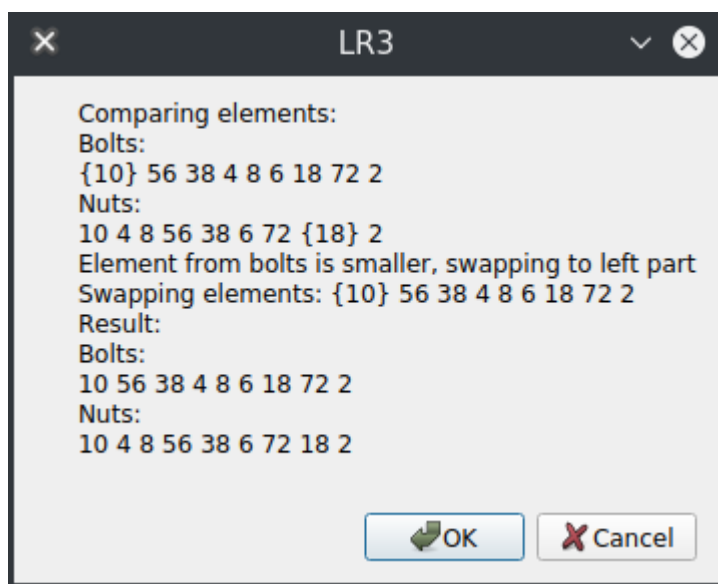 LR3
Comparing elements:
Bolts:
{10} 56 38 4 8 6 18 72 2
Nuts:
10 4 8 56 38 6 72 {18} 2
Element from bolts is smaller, swapping to left part
Swapping elements: {10} 56 38 4 8 6 18 72 2
Result:
Bolts:
10 56 38 4 8 6 18 72 2
Nuts:
10 4 8 56 38 6 72 18 2
OK
Cancel